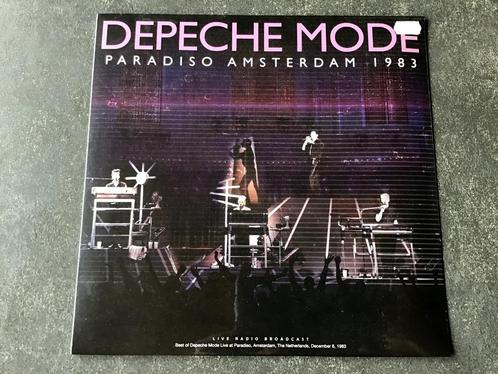 DEPECHE MODE
PARADISO AMSTERDAM 1983
LIVE RADIO BROADCAST
Best of Depeche Mode Live at Paradiso, Amsterdam, The Netherlands, December 6, 1983